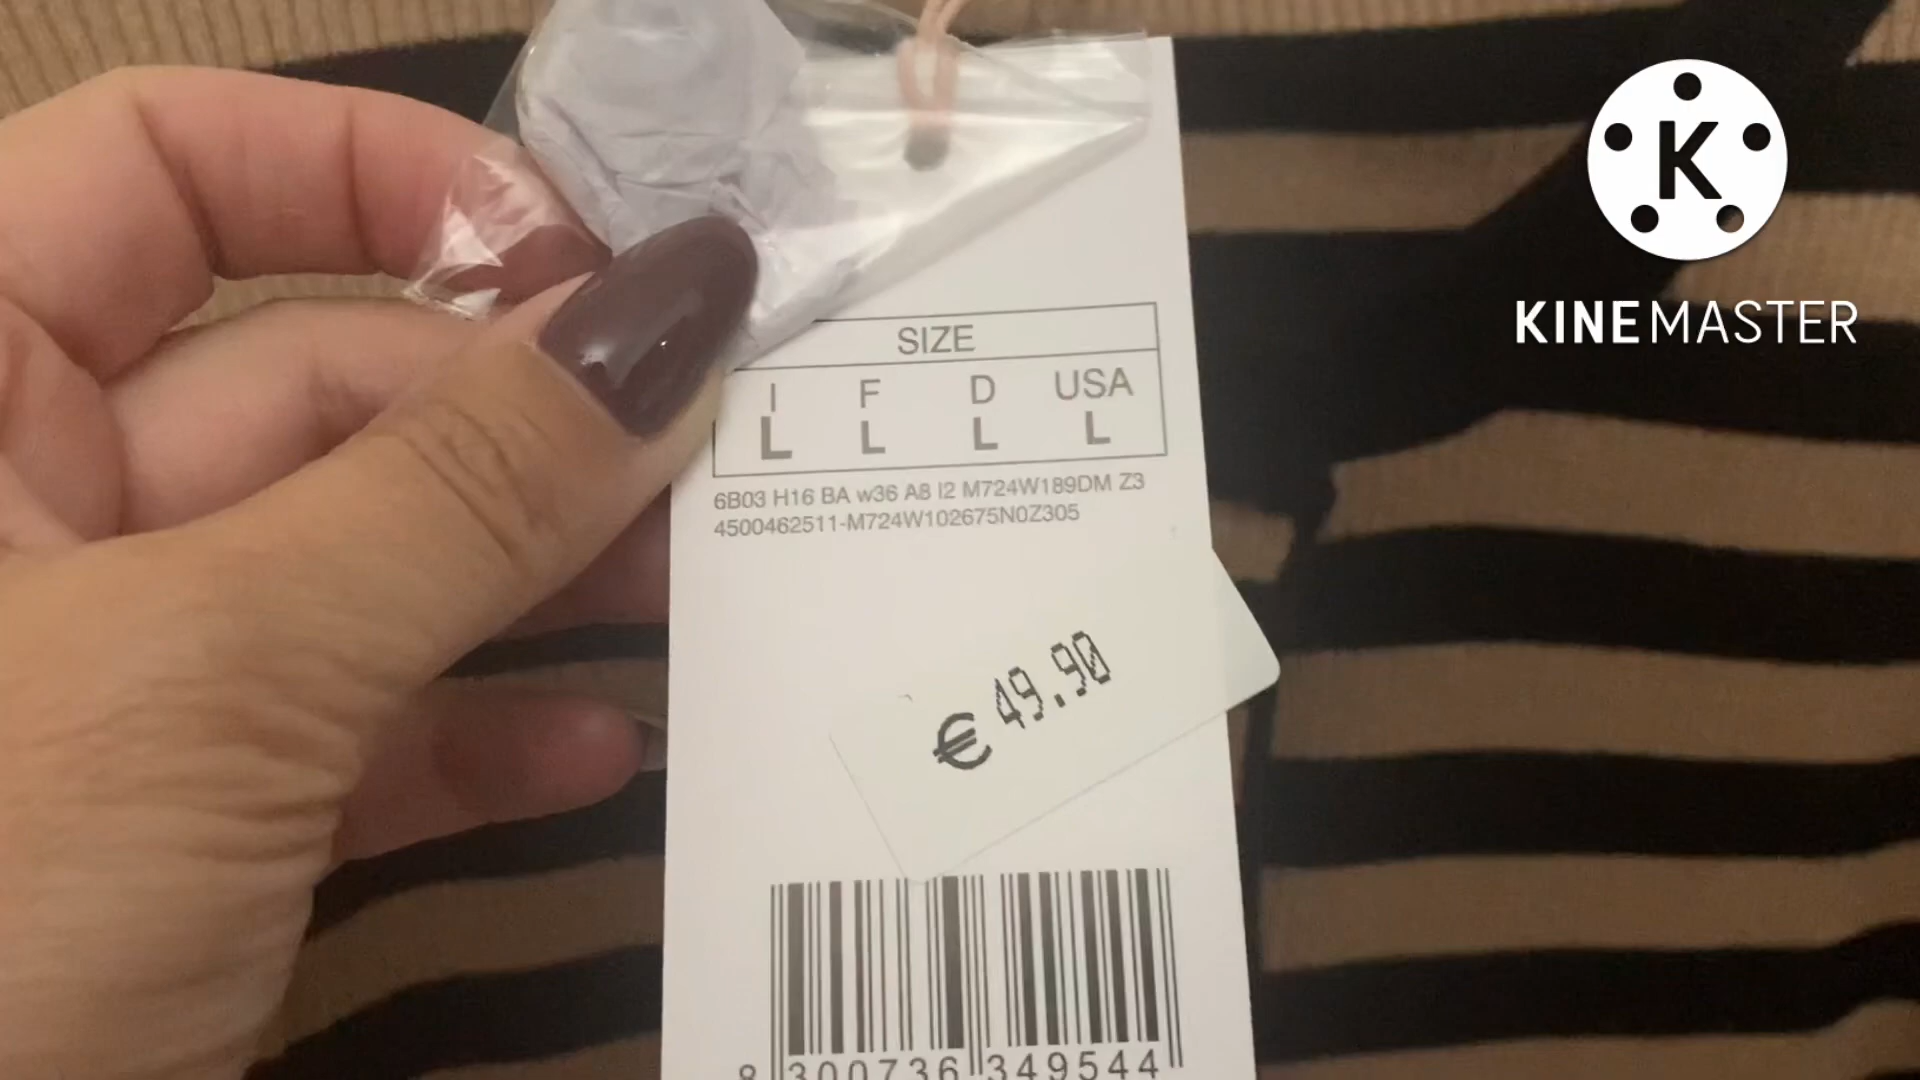 SIZE
I F D USA
L L L L
6B03 H16 BA w36 A8 I2 M724W189DM Z3
4500462511-M724W102675N0Z305
€ 49.90
8 300736 349544
K
KINEMASTER